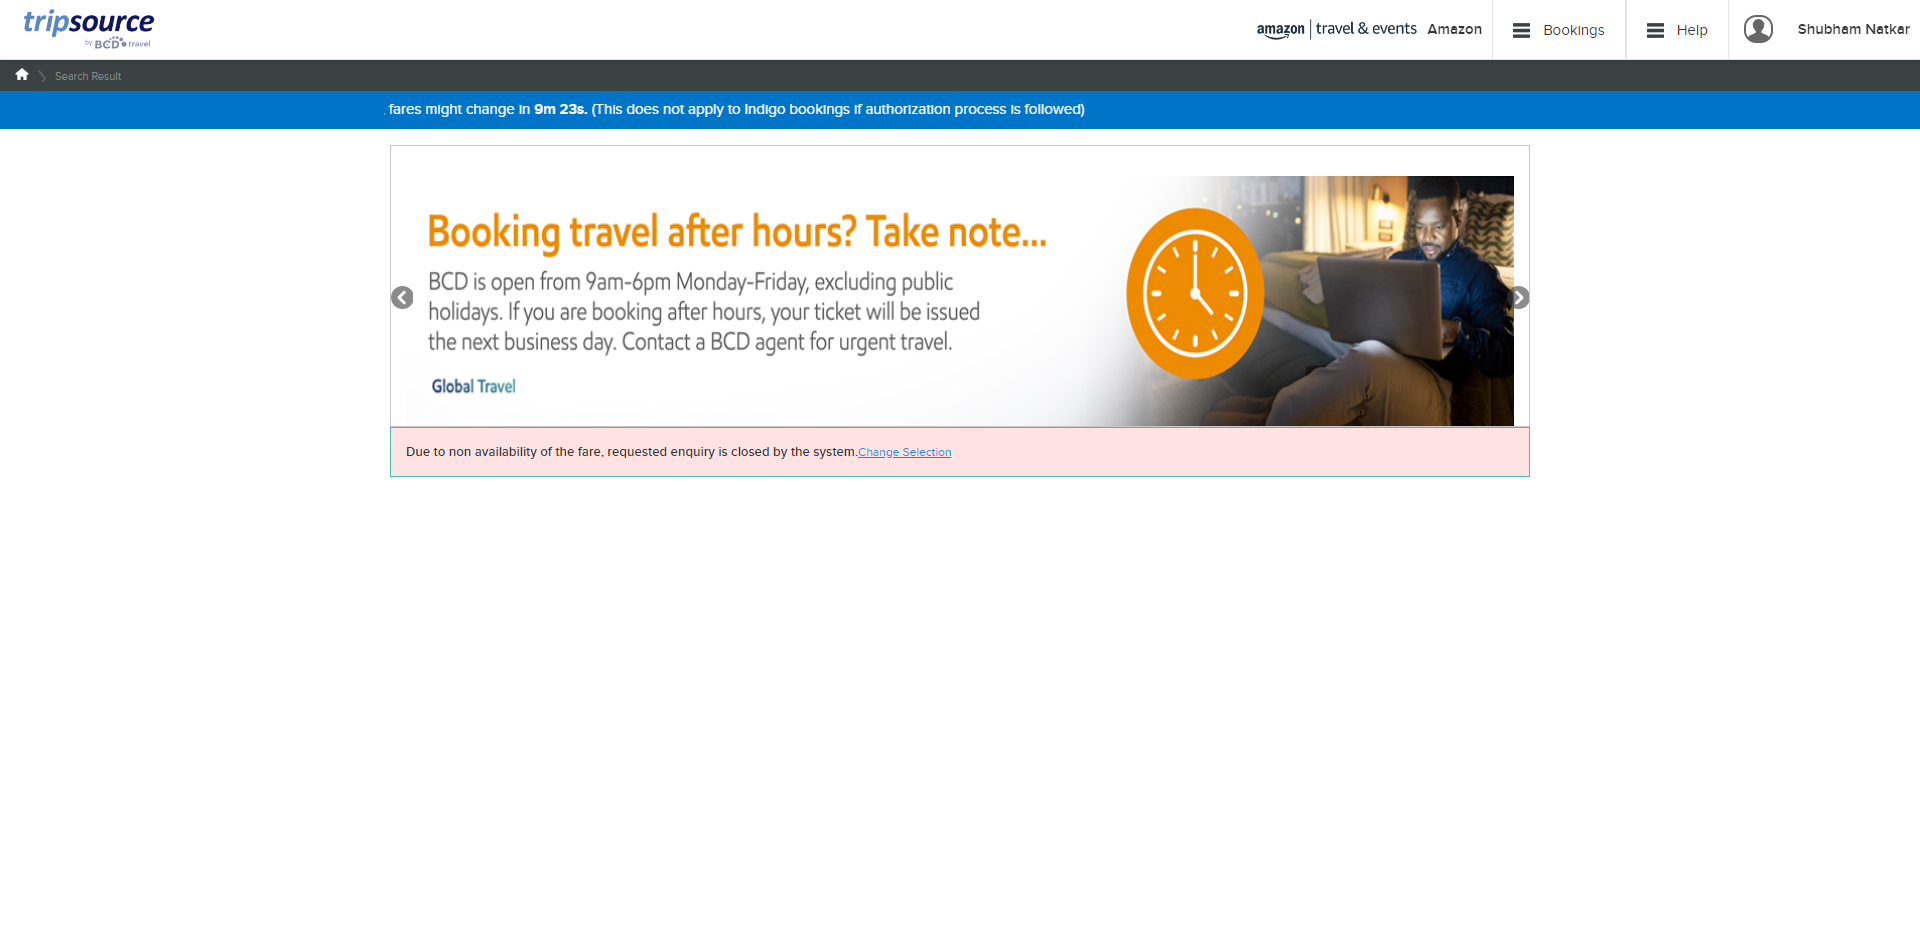 tripsource
by BCD travel
amazon | travel & events Amazon
Bookings
Help
Shubham Natkar
Search Result
, fares might change in 9m 23s. (This does not apply to Indigo bookings if authorization process is followed)
Booking travel after hours? Take note...
BCD is open from 9am-6pm Monday-Friday, excluding public
holidays. If you are booking after hours, your ticket will be issued
the next business day. Contact a BCD agent for urgent travel.
Global Travel
Due to non availability of the fare, requested enquiry is closed by the system.Change Selection